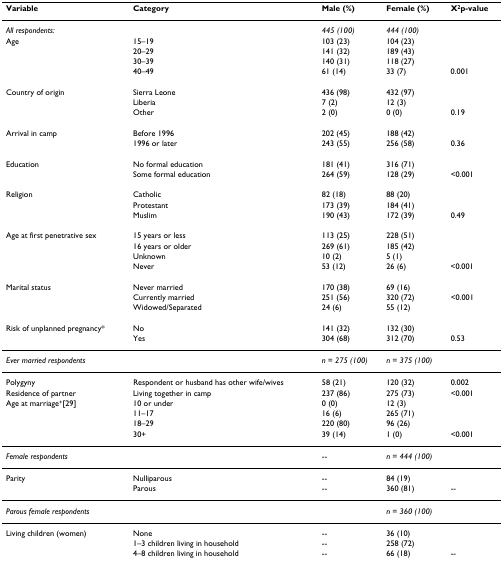 Variable Category Male (%) Female (%) X²p-value
All respondents: 445 (100) 444 (100)
Age 15–19 103 (23) 104 (23)
20–29 141 (32) 189 (43)
30–39 140 (31) 118 (27)
40–49 61 (14) 33 (7) 0.001
Country of origin Sierra Leone 436 (98) 432 (97)
Liberia 7 (2) 12 (3)
Other 2 (0) 0 (0) 0.19
Arrival in camp Before 1996 202 (45) 188 (42)
1996 or later 243 (55) 256 (58) 0.36
Education No formal education 181 (41) 316 (71)
Some formal education 264 (59) 128 (29) <0.001
Religion Catholic 82 (18) 88 (20)
Protestant 173 (39) 184 (41)
Muslim 190 (43) 172 (39) 0.49
Age at first penetrative sex 15 years or less 113 (25) 228 (51)
16 years or older 269 (61) 185 (42)
Unknown 10 (2) 5 (1)
Never 53 (12) 26 (6) <0.001
Marital status Never married 170 (38) 69 (16)
Currently married 251 (56) 320 (72) <0.001
Widowed/Separated 24 (6) 55 (12)
Risk of unplanned pregnancy* No 141 (32) 132 (30)
Yes 304 (68) 312 (70) 0.53
Ever married respondents n = 275 (100) n = 375 (100)
Polygyny Respondent or husband has other wife/wives 58 (21) 120 (32) 0.002
Residence of partner Living together in camp 237 (86) 275 (73) <0.001
Age at marriage+[29] 10 or under 0 (0) 12 (3)
11–17 16 (6) 265 (71)
18–29 220 (80) 96 (26)
30+ 39 (14) 1 (0) <0.001
Female respondents -- n = 444 (100)
Parity Nulliparous -- 84 (19)
Parous -- 360 (81) --
Parous female respondents n = 360 (100)
Living children (women) None -- 36 (10)
1–3 children living in household -- 258 (72)
4–8 children living in household -- 66 (18) --